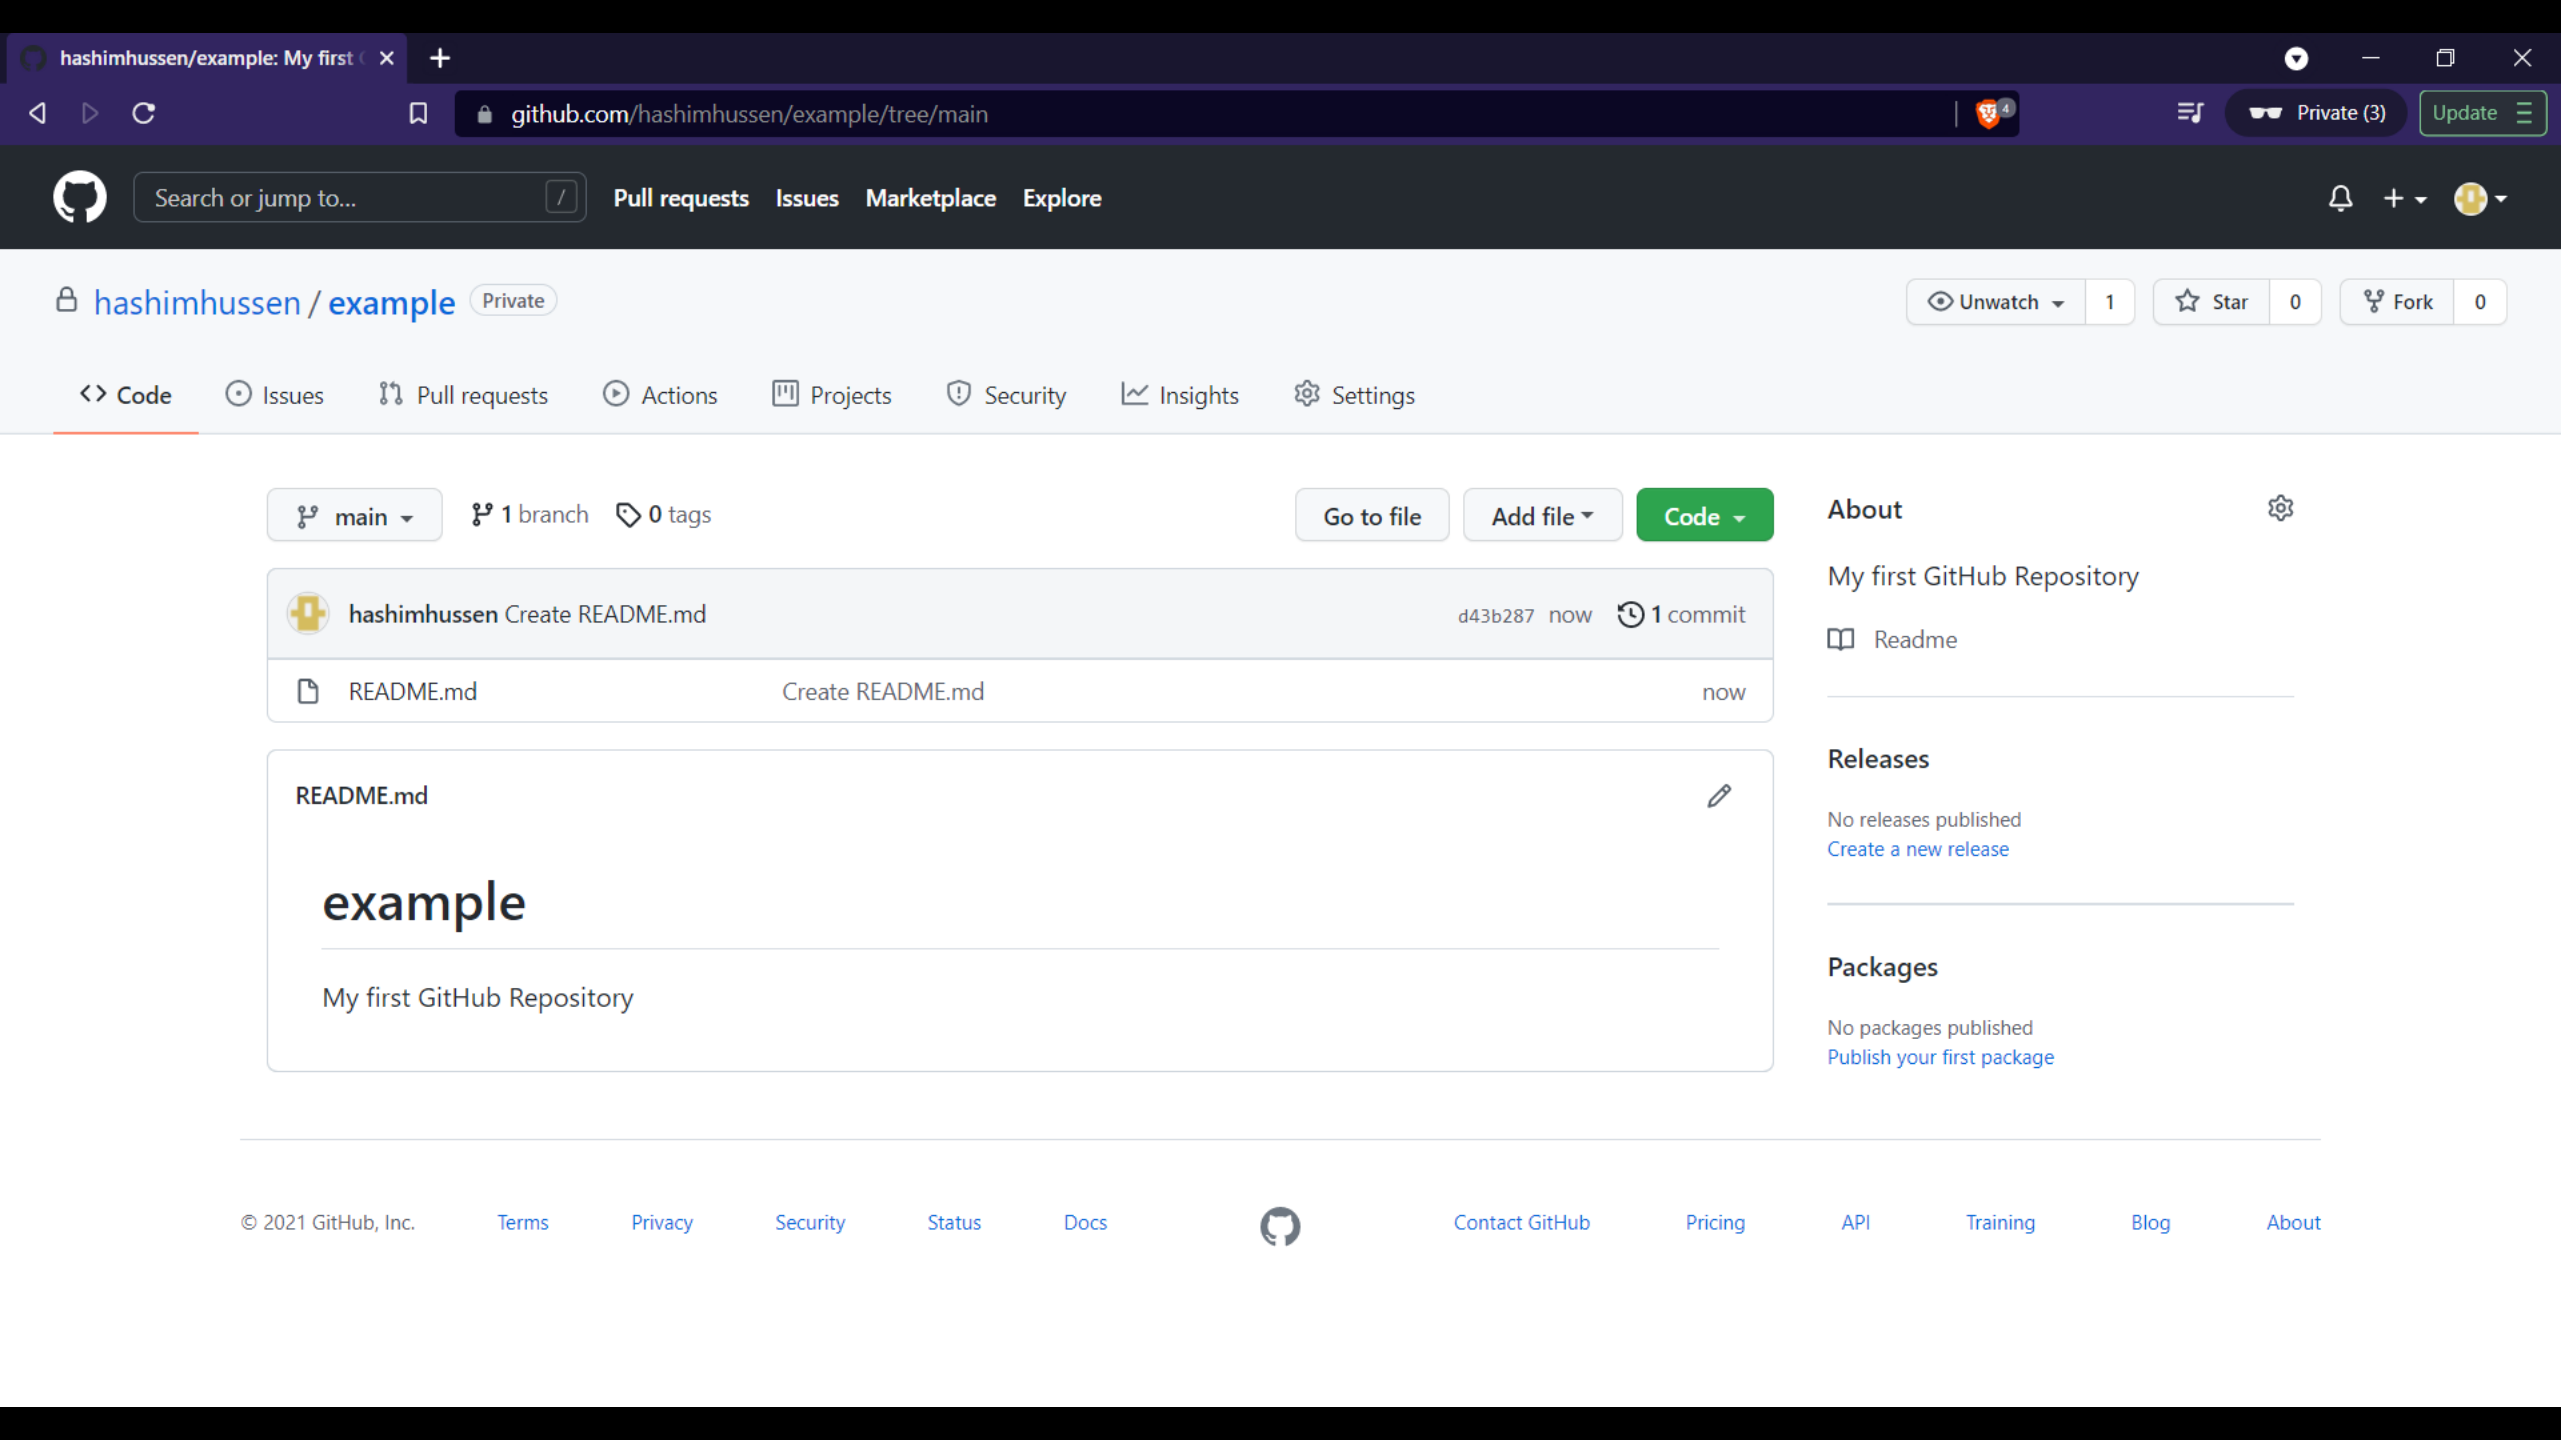 hashimhussen/example: My first
github.com/hashimhussen/example/tree/main
4
Private (3)
Update
Search or jump to...
/
Pull requests
Issues
Marketplace
Explore
hashimhussen / example
Private
Unwatch
1
Star
0
Fork
0
Code
Issues
Pull requests
Actions
Projects
Security
Insights
Settings
main
1 branch
0 tags
Go to file
Add file
Code
hashimhussen Create README.md
d43b287
now
1 commit
README.md
Create README.md
now
README.md
example
My first GitHub Repository
About
My first GitHub Repository
Readme
Releases
No releases published
Create a new release
Packages
No packages published
Publish your first package
© 2021 GitHub, Inc.
Terms
Privacy
Security
Status
Docs
Contact GitHub
Pricing
API
Training
Blog
About